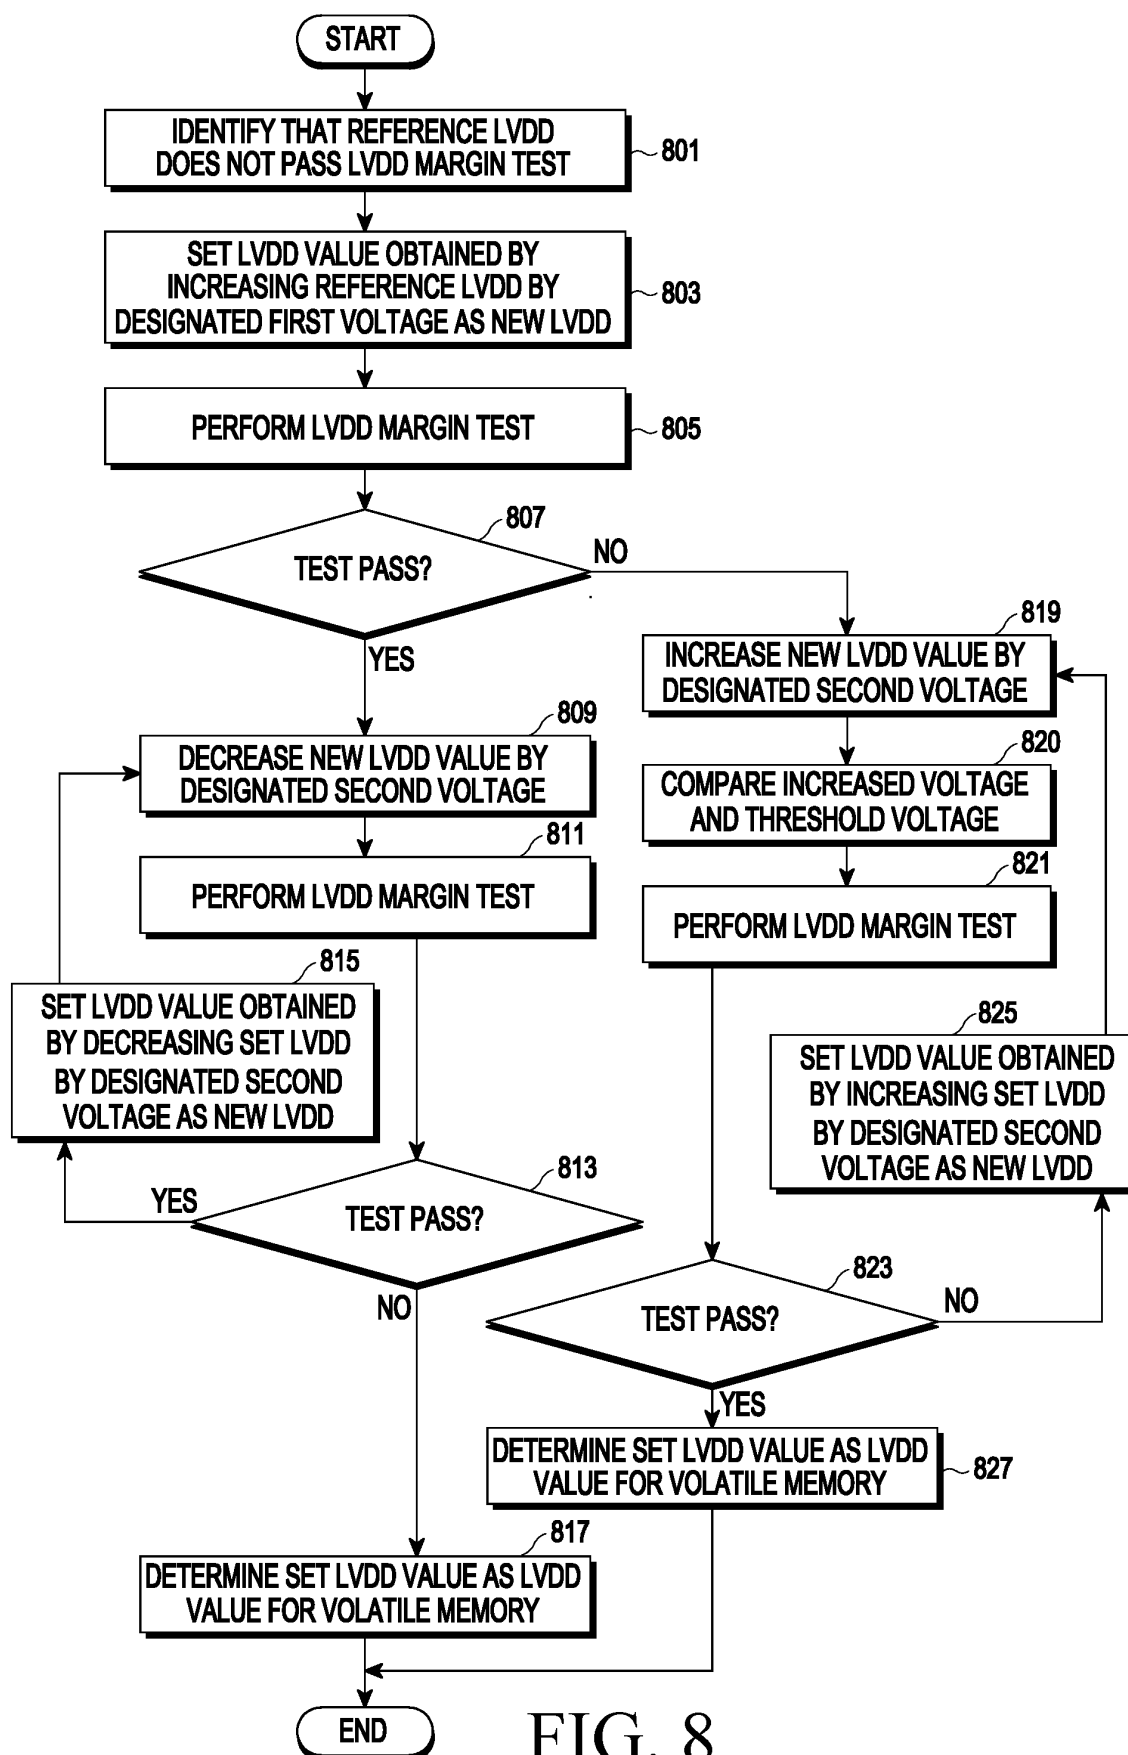 START
IDENTIFY THAT REFERENCE LVDD
DOES NOT PASS LVDD MARGIN TEST
801
SET LVDD VALUE OBTAINED BY
INCREASING REFERENCE LVDD BY
DESIGNATED FIRST VOLTAGE AS NEW LVDD
803
PERFORM LVDD MARGIN TEST
805
807
TEST PASS?
NO
YES
809
DECREASE NEW LVDD VALUE BY
DESIGNATED SECOND VOLTAGE
811
PERFORM LVDD MARGIN TEST
815
SET LVDD VALUE OBTAINED
BY DECREASING SET LVDD
BY DESIGNATED SECOND
VOLTAGE AS NEW LVDD
813
YES
TEST PASS?
NO
817
DETERMINE SET LVDD VALUE AS LVDD
VALUE FOR VOLATILE MEMORY
819
INCREASE NEW LVDD VALUE BY
DESIGNATED SECOND VOLTAGE
820
COMPARE INCREASED VOLTAGE
AND THRESHOLD VOLTAGE
821
PERFORM LVDD MARGIN TEST
825
SET LVDD VALUE OBTAINED
BY INCREASING SET LVDD
BY DESIGNATED SECOND
VOLTAGE AS NEW LVDD
823
TEST PASS?
NO
YES
DETERMINE SET LVDD VALUE AS LVDD
VALUE FOR VOLATILE MEMORY
827
END
FIG. 8